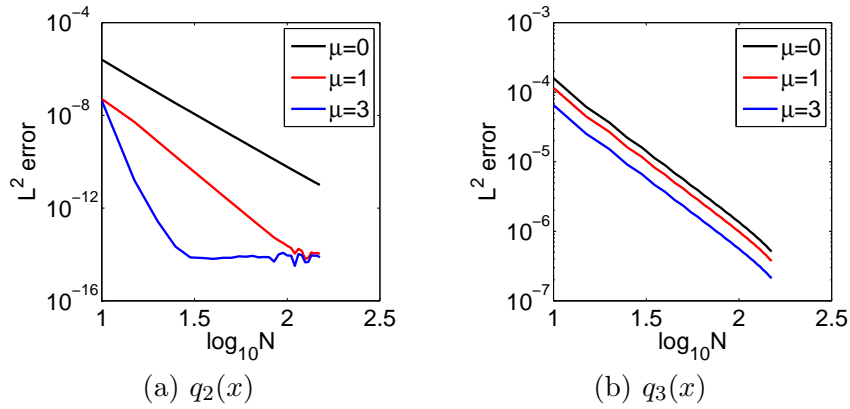 10⁻⁴
10⁻⁸
10⁻¹²
10⁻¹⁶
L² error
1
1.5
2
2.5
log₁₀N
μ=0
μ=1
μ=3
(a) q₂(x)
10⁻³
10⁻⁴
10⁻⁵
10⁻⁶
10⁻⁷
L² error
1
1.5
2
2.5
log₁₀N
μ=0
μ=1
μ=3
(b) q₃(x)